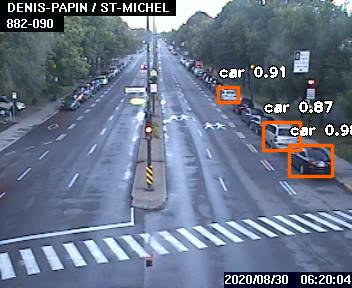 DENIS-PAPIN / ST-MICHEL
882-090
car 0.91
car 0.87
car 0.98
2020/08/30 06:20:04